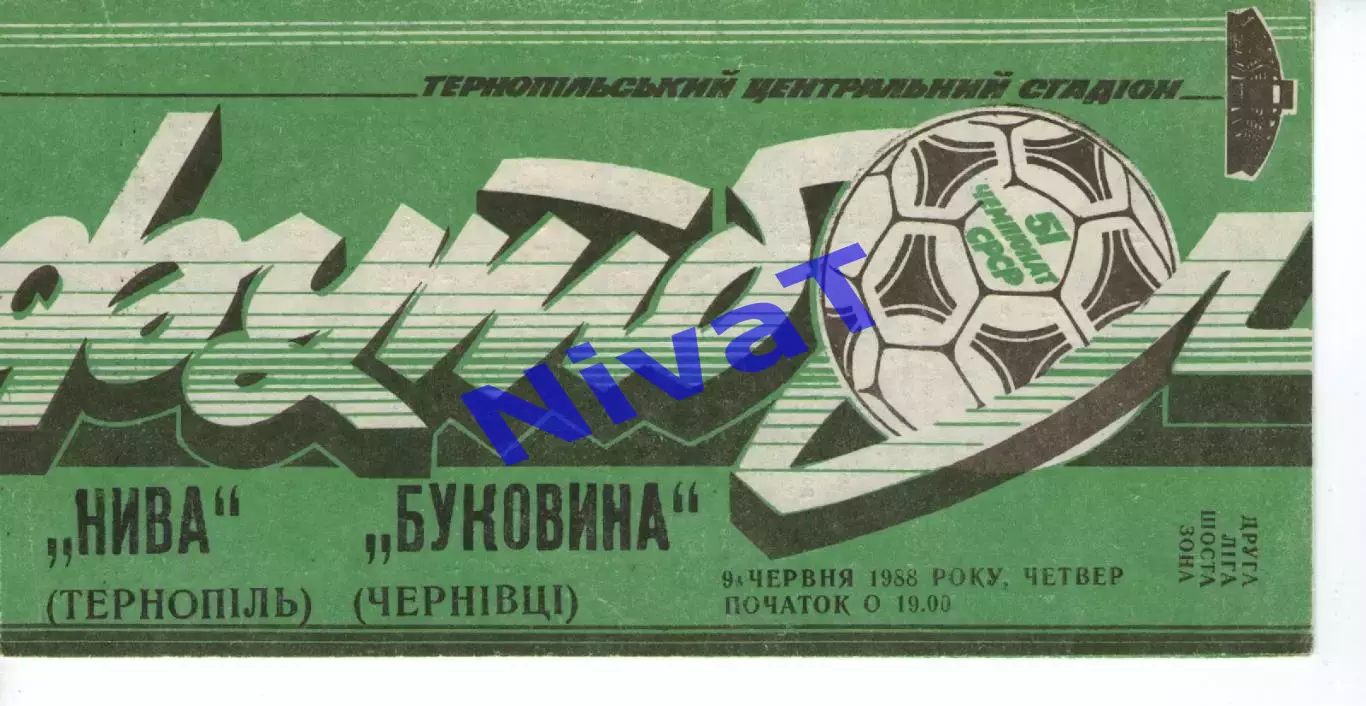 ТЕРНОПІЛЬСЬКИЙ ЦЕНТРАЛЬНИЙ СТАДІОН
футбол
51
ЧЕМПІОНАТ
СРСР
NivaT
„НИВА“ „БУКОВИНА“
(ТЕРНОПІЛЬ) (ЧЕРНІВЦІ)
9 ЧЕРВНЯ 1988 РОКУ, ЧЕТВЕР
ПОЧАТОК О 19.00
ДРУГА
ЛІГА
ШОСТА
ЗОНА